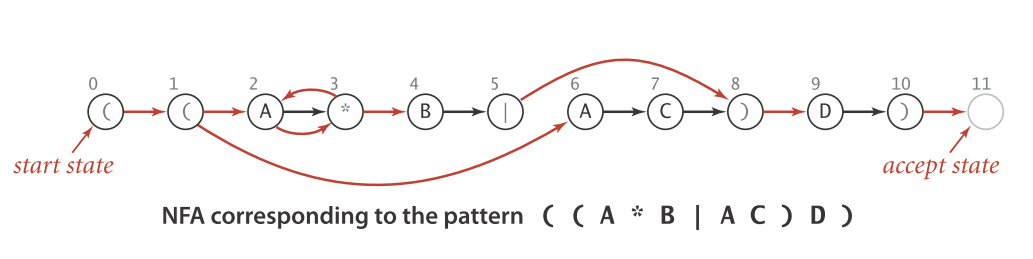 0 1 2 3 4 5 6 7 8 9 10 11
( ( A * B | A C ) D )
start state
accept state
NFA corresponding to the pattern ( ( A * B | A C ) D )